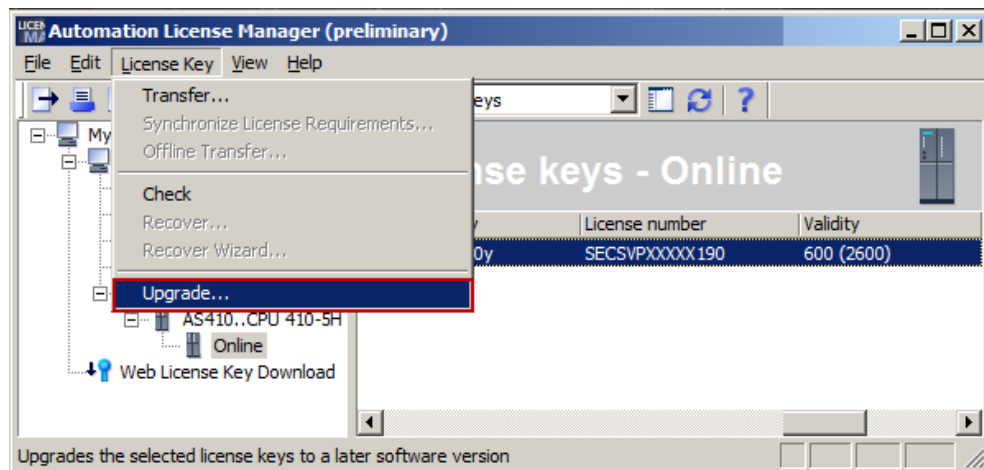 Automation License Manager (preliminary)
File Edit License Key View Help
Transfer...
Synchronize License Requirements...
Offline Transfer...
Check
Recover...
Recover Wizard...
Upgrade...
eys
My
nse keys - Online
License number Validity
0y SECSVPXXXXX190 600 (2600)
AS410..CPU 410-5H
Online
Web License Key Download
Upgrades the selected license keys to a later software version